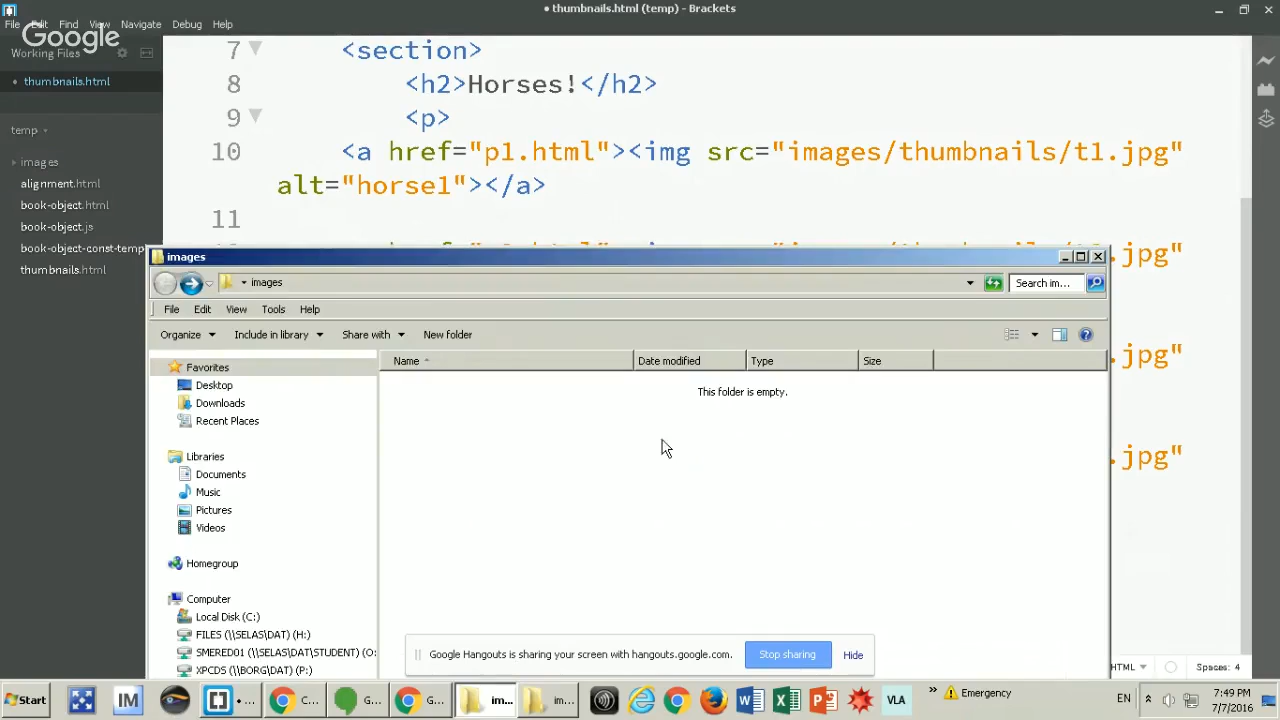 • thumbnails.html (temp) - Brackets
File Edit Find View Navigate Debug Help
Google
Working Files
• thumbnails.html
temp
images
alignment.html
book-object.html
book-object.js
book-object-const-temp
thumbnails.html
7 <section>
8 <h2>Horses!</h2>
9 <p>
10 <a href="p1.html"><img src="images/thumbnails/t1.jpg"
alt="horse1"></a>
11
.jpg"
.jpg"
.jpg"
images
images
Search im...
File Edit View Tools Help
Organize Include in library Share with New folder
Name Date modified Type Size
This folder is empty.
Favorites
Desktop
Downloads
Recent Places
Libraries
Documents
Music
Pictures
Videos
Homegroup
Computer
Local Disk (C:)
FILES (\\SELAS\DAT) (H:)
SMERED01 (\\SELAS\DAT\STUDENT) (O:
XPCDS (\\BORG\DAT) (P:)
Google Hangouts is sharing your screen with hangouts.google.com. Stop sharing Hide
HTML Spaces: 4
Start IM • ... C... G... G... im... im... VLA » Emergency EN 7:49 PM
7/7/2016